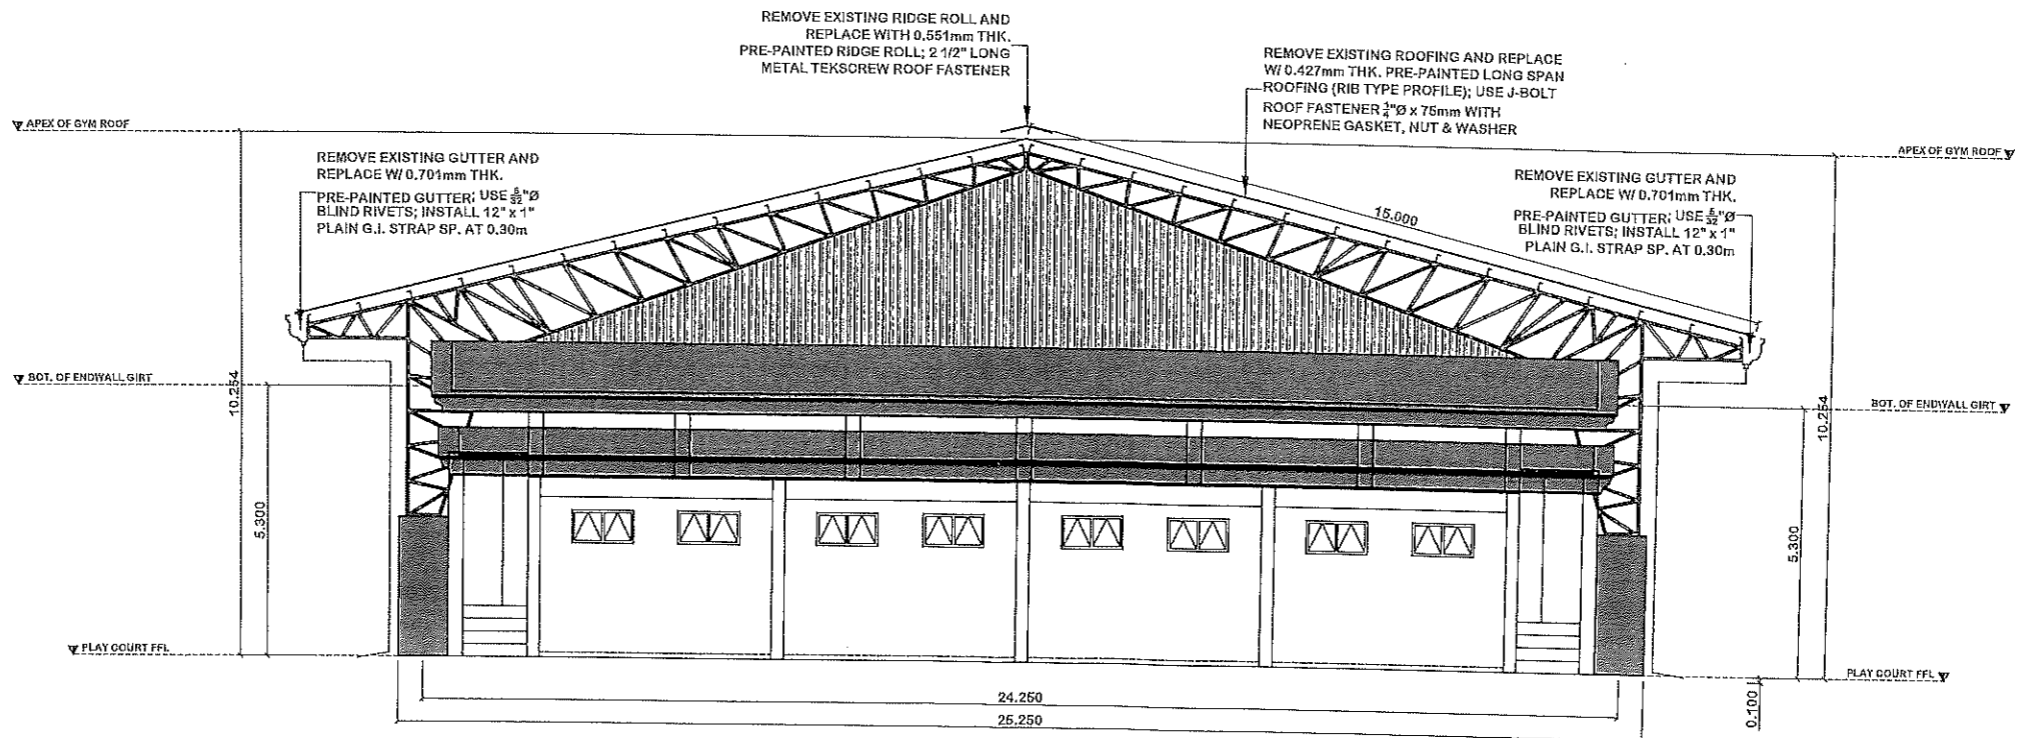 REMOVE EXISTING RIDGE ROLL AND
REPLACE WITH 0.551mm THK.
PRE-PAINTED RIDGE ROLL; 2 1/2" LONG
METAL TEKSCREW ROOF FASTENER
REMOVE EXISTING ROOFING AND REPLACE
W/ 0.427mm THK. PRE-PAINTED LONG SPAN
ROOFING (RIB TYPE PROFILE); USE J-BOLT
ROOF FASTENER 1/4"Ø x 75mm WITH
NEOPRENE GASKET, NUT & WASHER
APEX OF GYM ROOF
APEX OF GYM ROOF
REMOVE EXISTING GUTTER AND
REPLACE W/ 0.701mm THK.
PRE-PAINTED GUTTER; USE 5/32"Ø
BLIND RIVETS; INSTALL 12" x 1"
PLAIN G.I. STRAP SP. AT 0.30m
REMOVE EXISTING GUTTER AND
REPLACE W/ 0.701mm THK.
PRE-PAINTED GUTTER; USE 5/32"Ø
BLIND RIVETS; INSTALL 12" x 1"
PLAIN G.I. STRAP SP. AT 0.30m
15.000
BOT. OF ENDWALL GIRT
10.254
BOT. OF ENDWALL GIRT
10.254
5.300
5.300
PLAY COURT FFL
PLAY COURT FFL
24.250
25.250
0.100